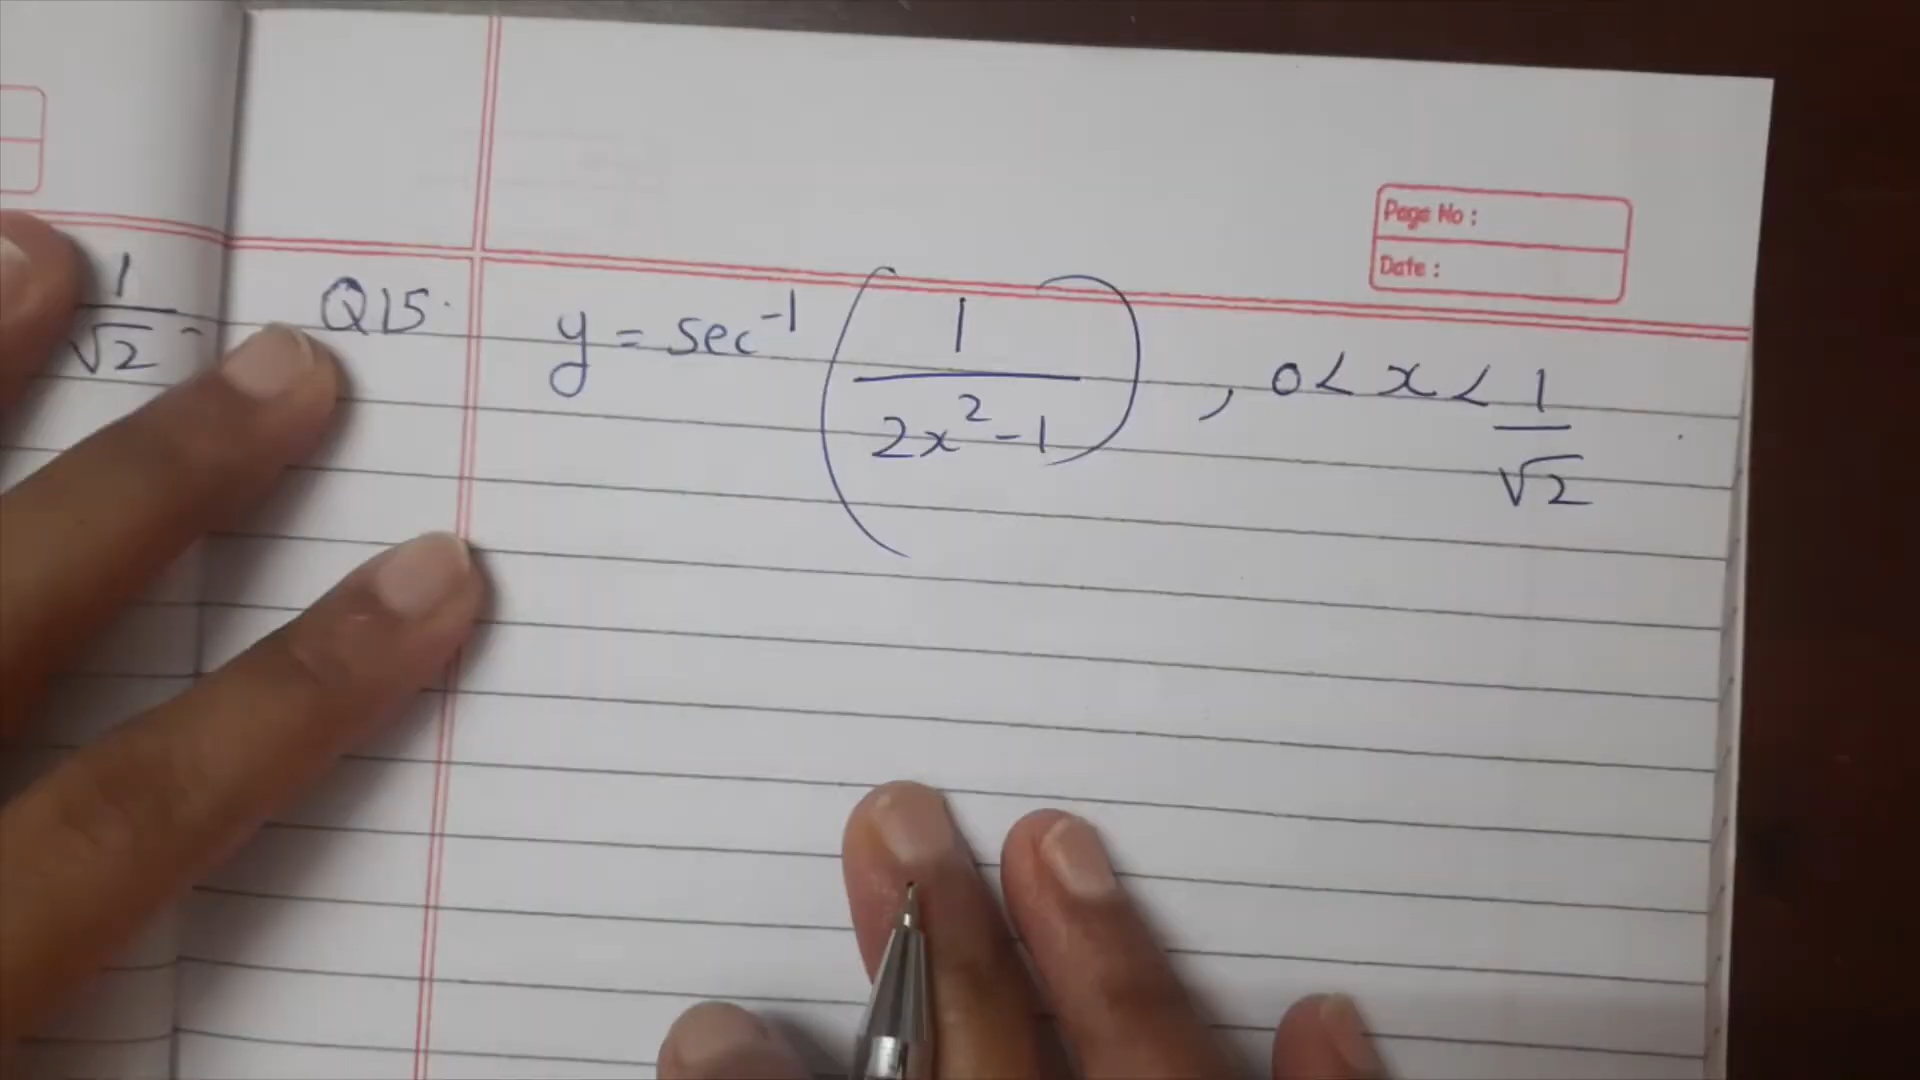 Page No :
Date :
1/√2
Q15. y = sec⁻¹ (1/(2x²-1)), 0 < x < 1/√2